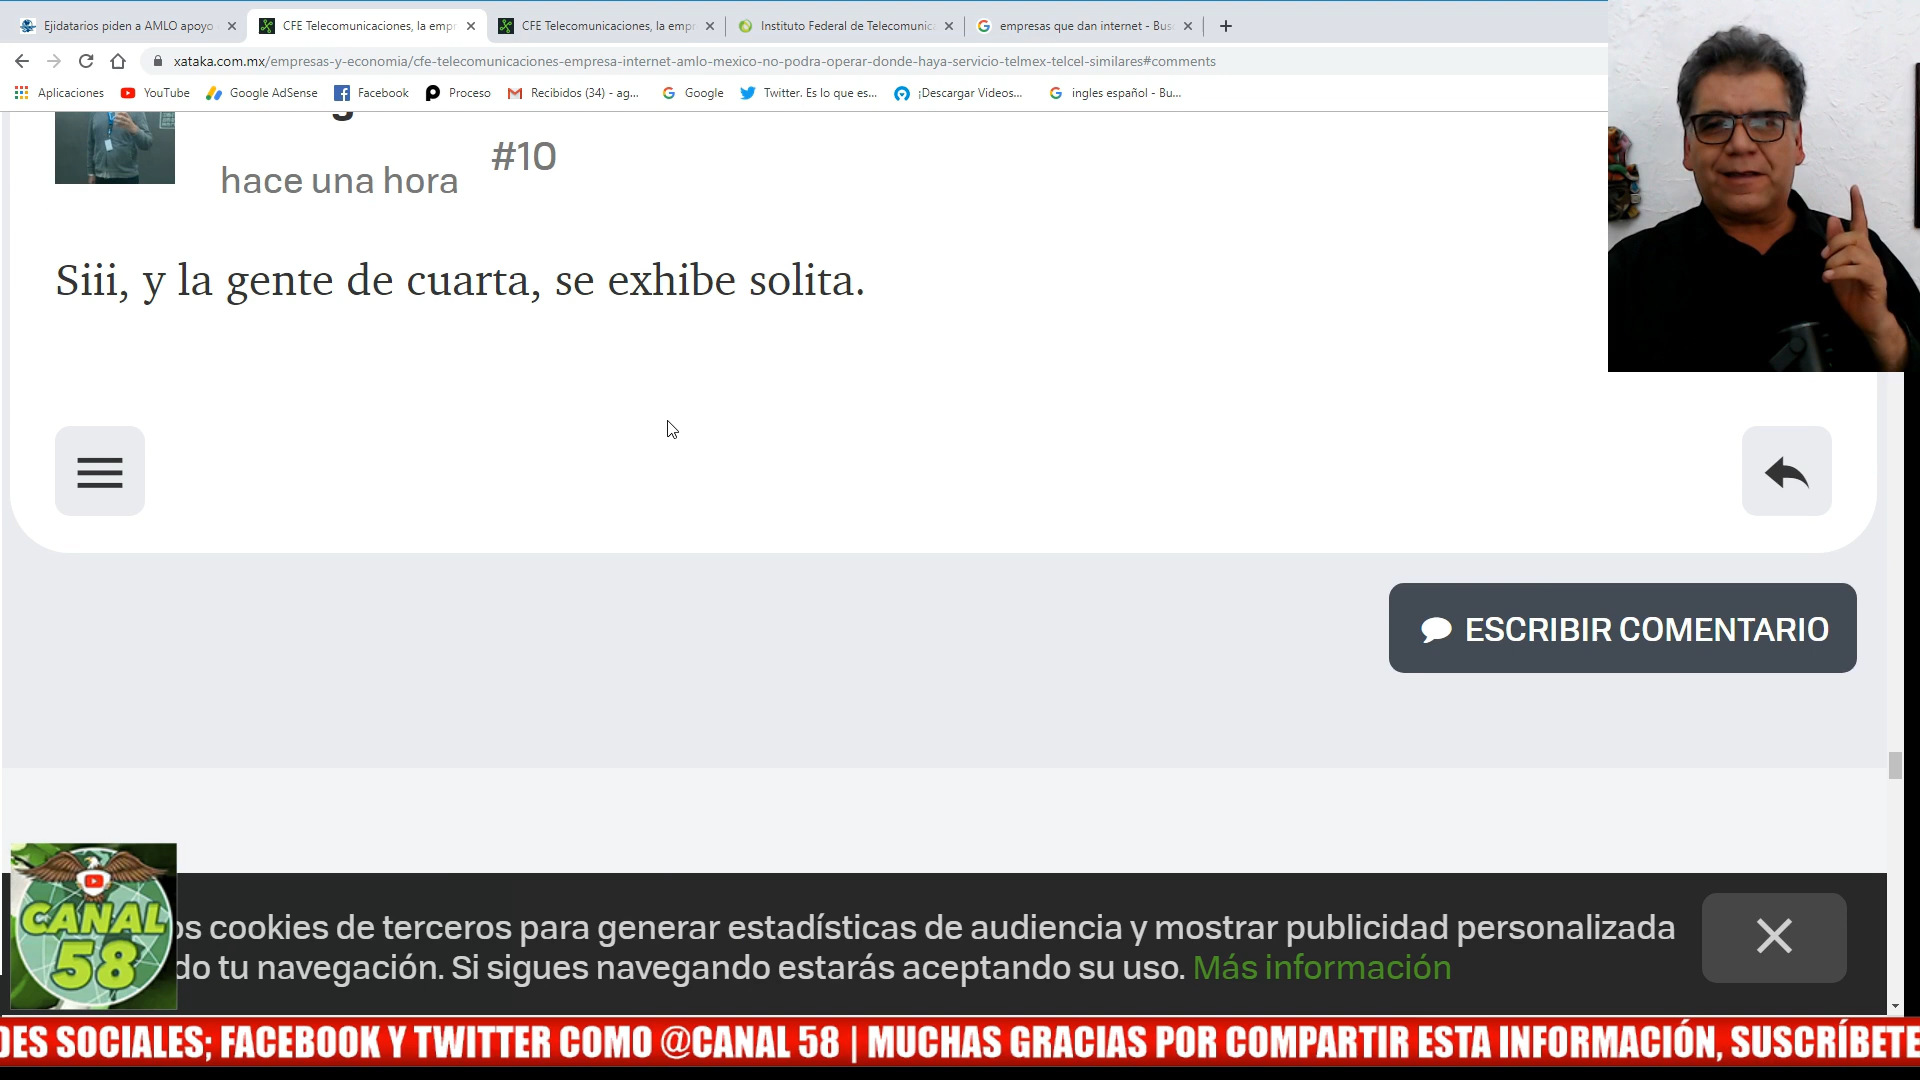 Ejidatarios piden a AMLO apoyo
CFE Telecomunicaciones, la emp
CFE Telecomunicaciones, la emp
Instituto Federal de Telecomunic
empresas que dan internet - Bus
xataka.com.mx/empresas-y-economia/cfe-telecomunicaciones-empresa-internet-amlo-mexico-no-podra-operar-donde-haya-servicio-telmex-telcel-similares#comments
Aplicaciones YouTube Google AdSense Facebook Proceso Recibidos (34) - ag... Google Twitter. Es lo que es... ¡Descargar Videos... ingles español - Bu...
#10
hace una hora
Siii, y la gente de cuarta, se exhibe solita.
ESCRIBIR COMENTARIO
os cookies de terceros para generar estadísticas de audiencia y mostrar publicidad personalizada
do tu navegación. Si sigues navegando estarás aceptando su uso. Más información
CANAL
58
DES SOCIALES; FACEBOOK Y TWITTER COMO @CANAL 58 | MUCHAS GRACIAS POR COMPARTIR ESTA INFORMACIÓN, SUSCRÍBETE